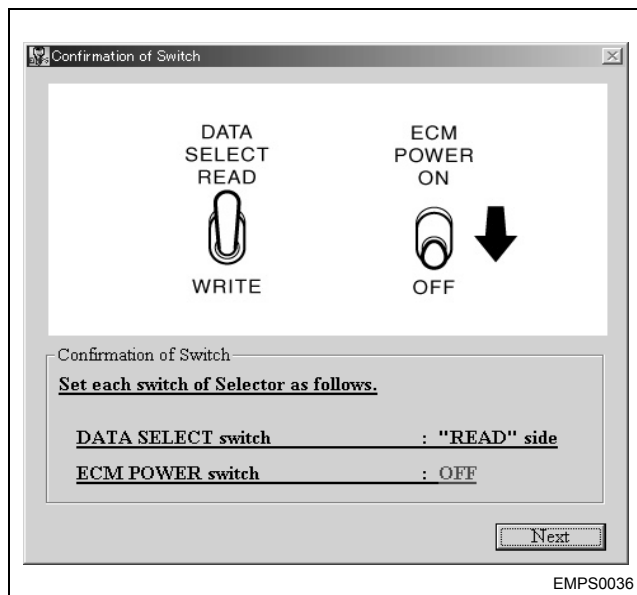 Confirmation of Switch
DATA
SELECT
READ
WRITE
ECM
POWER
ON
OFF
Confirmation of Switch
Set each switch of Selector as follows.
DATA SELECT switch : "READ" side
ECM POWER switch : OFF
Next
EMPS0036